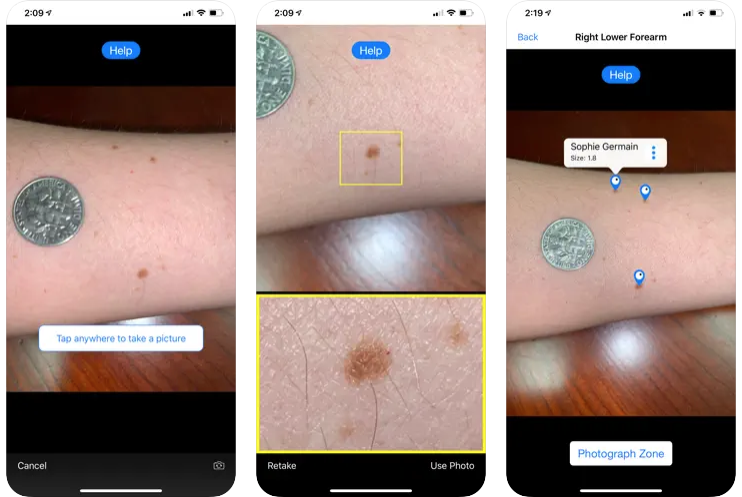 2:09
Help
Tap anywhere to take a picture
Cancel
2:09
Help
Retake
Use Photo
2:19
Back
Right Lower Forearm
Help
Sophie Germain
Size: 1.8
Photograph Zone